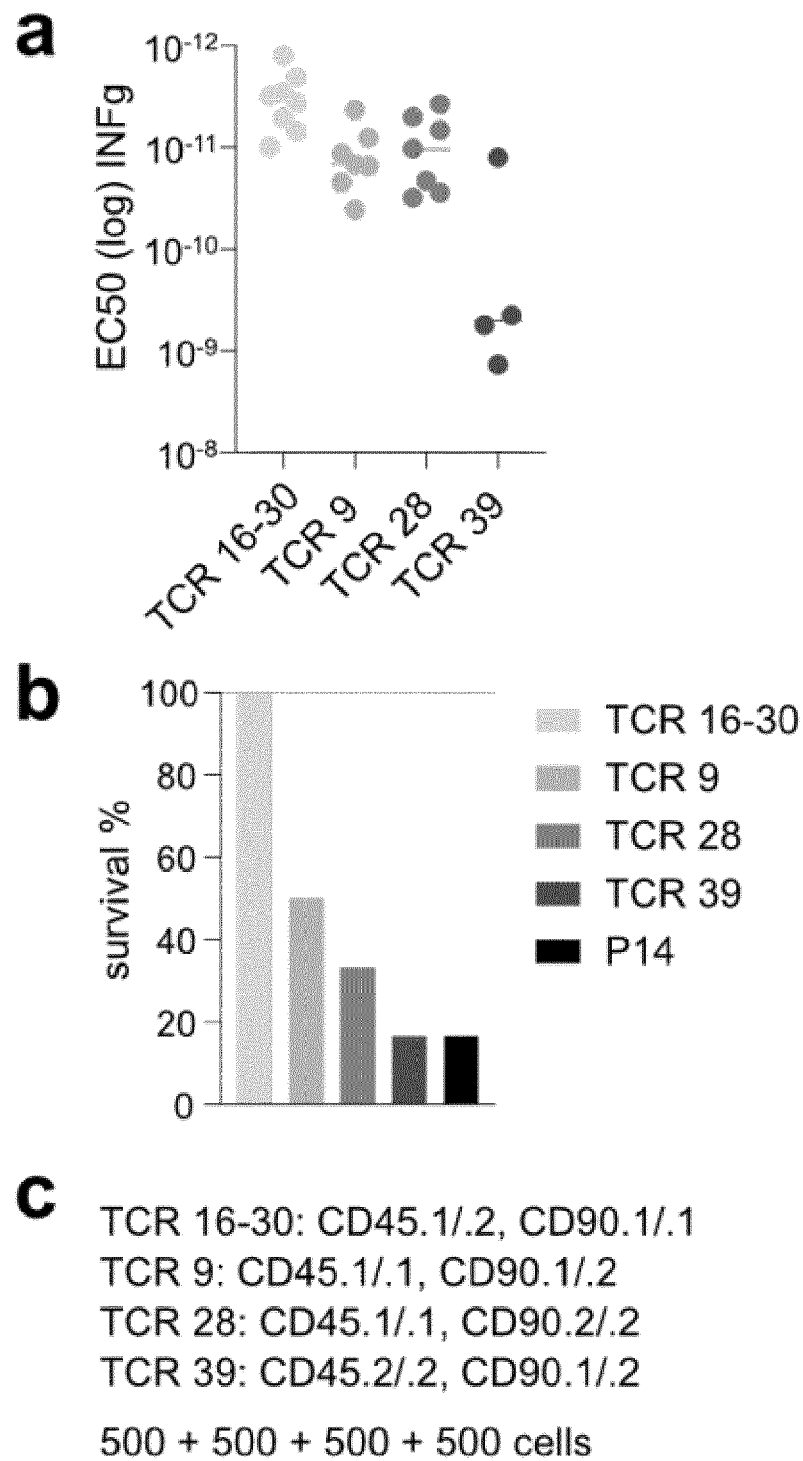 a
EC50 (log) INFg
10-12
10-11
10-10
10-9
10-8
TCR 16-30
TCR 9
TCR 28
TCR 39
b
survival %
100
80
60
40
20
0
TCR 16-30
TCR 9
TCR 28
TCR 39
P14
c
TCR 16-30: CD45.1/.2, CD90.1/.1
TCR 9: CD45.1/.1, CD90.1/.2
TCR 28: CD45.1/.1, CD90.2/.2
TCR 39: CD45.2/.2, CD90.1/.2
500 + 500 + 500 + 500 cells